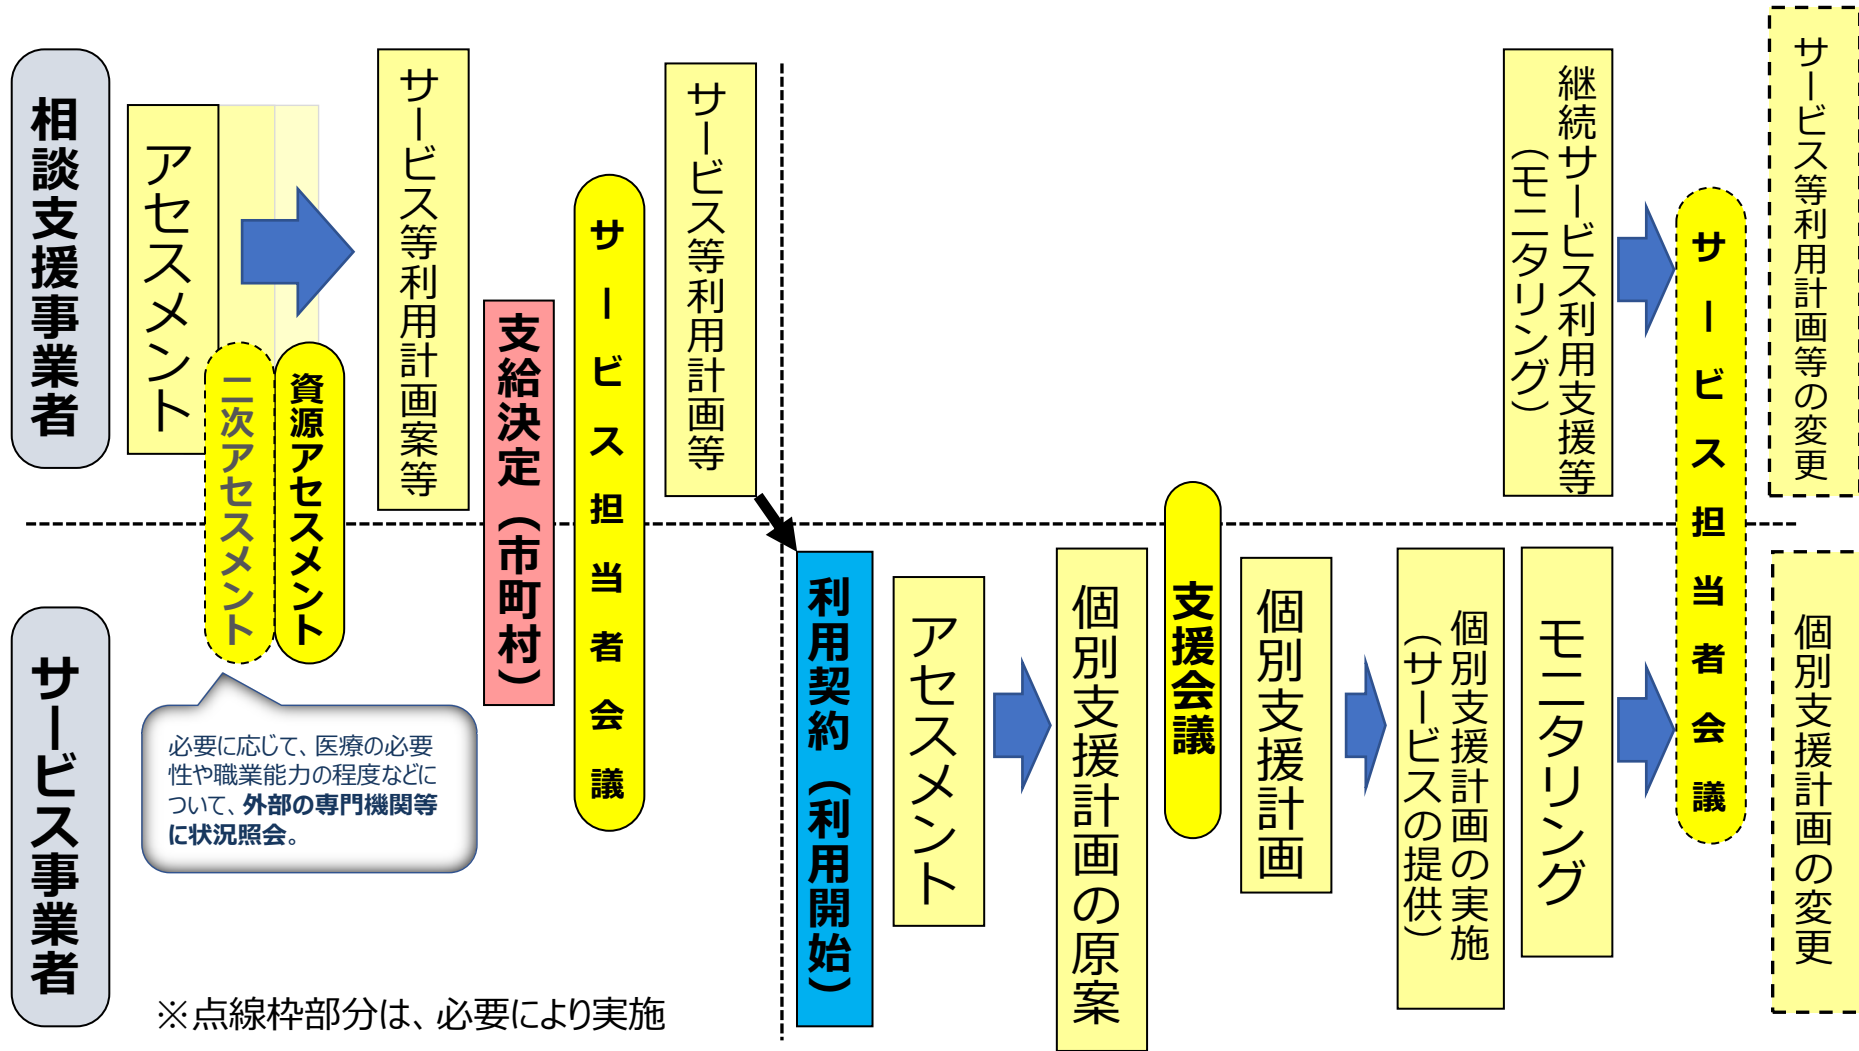 相談支援事業者
アセスメント
二次アセスメント
資源アセスメント
サービス等利用計画案等
支給決定（市町村）
サービス担当者会議
サービス等利用計画等
継続サービス利用支援等
（モニタリング）
サービス担当者会議
サービス等利用計画等の変更
サービス事業者
必要に応じて、医療の必要
性や職業能力の程度などに
ついて、外部の専門機関等
に状況照会。
利用契約（利用開始）
アセスメント
個別支援計画の原案
支援会議
個別支援計画
個別支援計画の実施
（サービスの提供）
モニタリング
個別支援計画の変更
※点線枠部分は、必要により実施